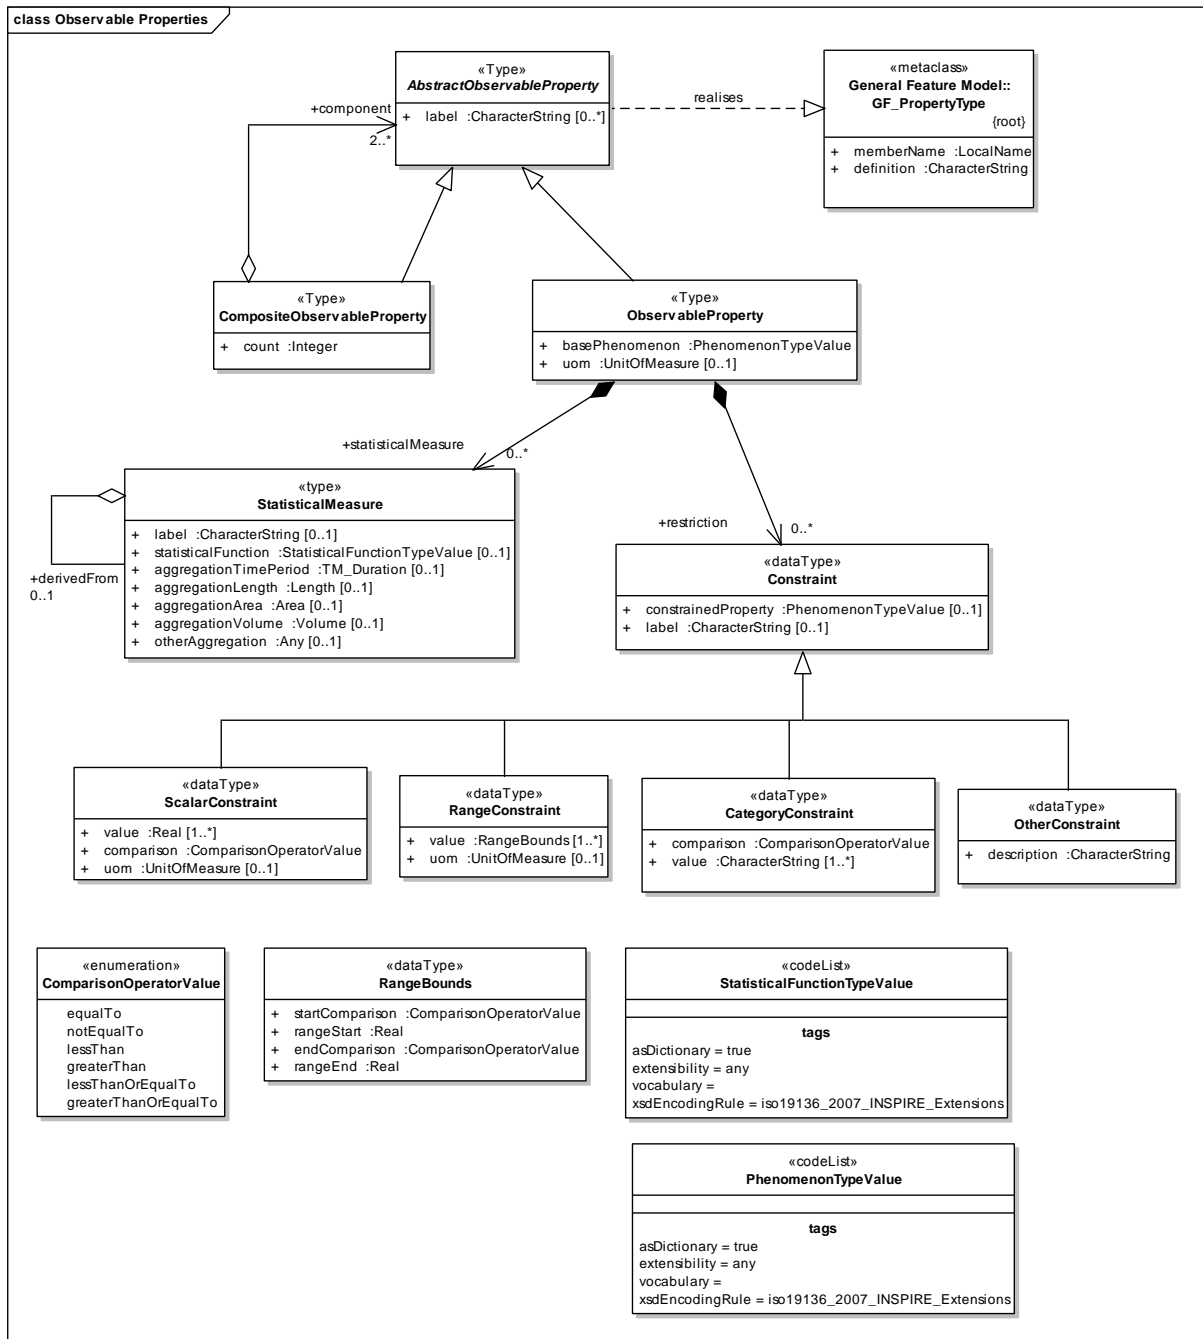 class Observable Properties
«Type»
AbstractObservableProperty
+ label :CharacterString [0..*]
realises
«metaclass»
General Feature Model::
GF_PropertyType
{root}
+ memberName :LocalName
+ definition :CharacterString
+component
2..*
«Type»
CompositeObservableProperty
+ count :Integer
«Type»
ObservableProperty
+ basePhenomenon :PhenomenonTypeValue
+ uom :UnitOfMeasure [0..1]
+statisticalMeasure
0..*
«type»
StatisticalMeasure
+ label :CharacterString [0..1]
+ statisticalFunction :StatisticalFunctionTypeValue [0..1]
+ aggregationTimePeriod :TM_Duration [0..1]
+ aggregationLength :Length [0..1]
+ aggregationArea :Area [0..1]
+ aggregationVolume :Volume [0..1]
+ otherAggregation :Any [0..1]
+derivedFrom
0..1
+restriction
0..*
«dataType»
Constraint
+ constrainedProperty :PhenomenonTypeValue [0..1]
+ label :CharacterString [0..1]
«dataType»
ScalarConstraint
+ value :Real [1..*]
+ comparison :ComparisonOperatorValue
+ uom :UnitOfMeasure [0..1]
«dataType»
RangeConstraint
+ value :RangeBounds [1..*]
+ uom :UnitOfMeasure [0..1]
«dataType»
CategoryConstraint
+ comparison :ComparisonOperatorValue
+ value :CharacterString [1..*]
«dataType»
OtherConstraint
+ description :CharacterString
«enumeration»
ComparisonOperatorValue
equalTo
notEqualTo
lessThan
greaterThan
lessThanOrEqualTo
greaterThanOrEqualTo
«dataType»
RangeBounds
+ startComparison :ComparisonOperatorValue
+ rangeStart :Real
+ endComparison :ComparisonOperatorValue
+ rangeEnd :Real
«codeList»
StatisticalFunctionTypeValue
tags
asDictionary = true
extensibility = any
vocabulary =
xsdEncodingRule = iso19136_2007_INSPIRE_Extensions
«codeList»
PhenomenonTypeValue
tags
asDictionary = true
extensibility = any
vocabulary =
xsdEncodingRule = iso19136_2007_INSPIRE_Extensions